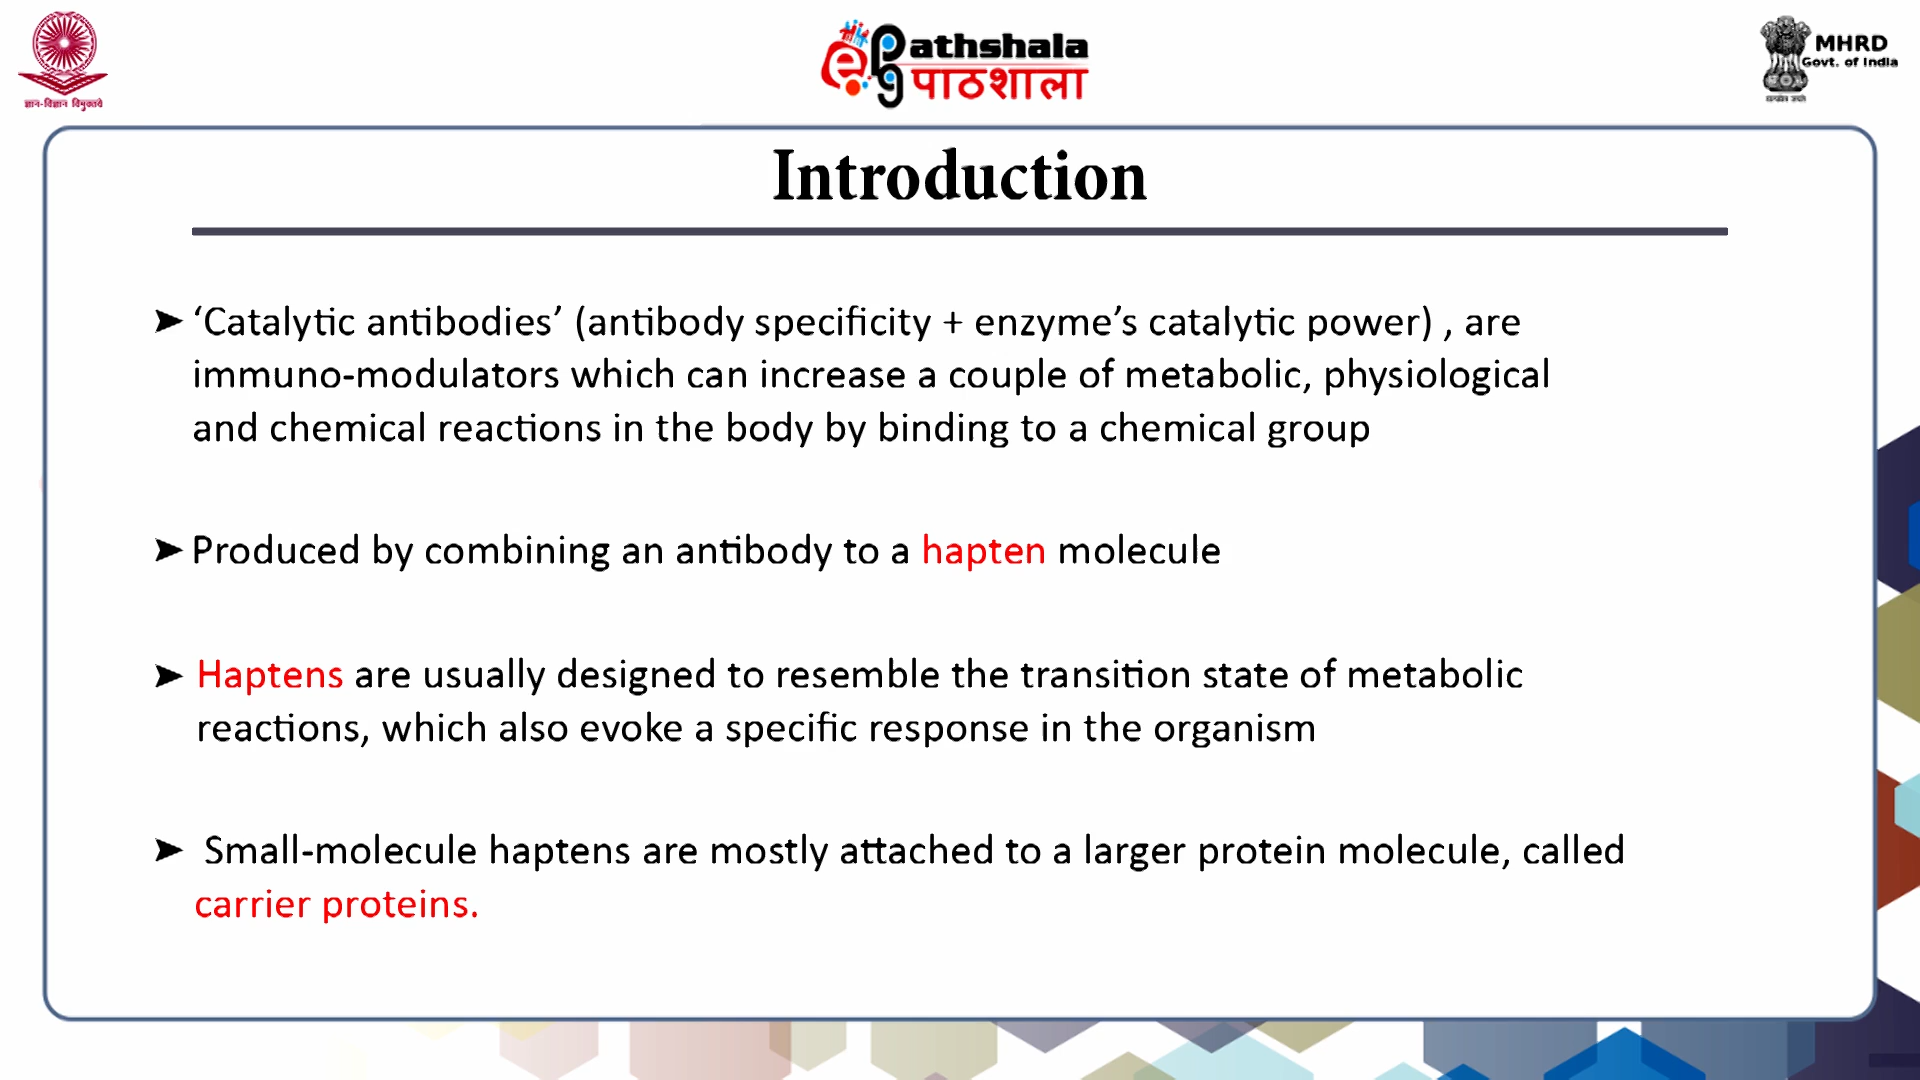 ज्ञान-विज्ञान विमुक्तये
ePGathshala
पाठशाला
MHRD
Govt. of India
Introduction
➤ ‘Catalytic antibodies’ (antibody specificity + enzyme’s catalytic power) , are
immuno-modulators which can increase a couple of metabolic, physiological
and chemical reactions in the body by binding to a chemical group
➤ Produced by combining an antibody to a hapten molecule
➤ Haptens are usually designed to resemble the transition state of metabolic
reactions, which also evoke a specific response in the organism
➤ Small-molecule haptens are mostly attached to a larger protein molecule, called
carrier proteins.